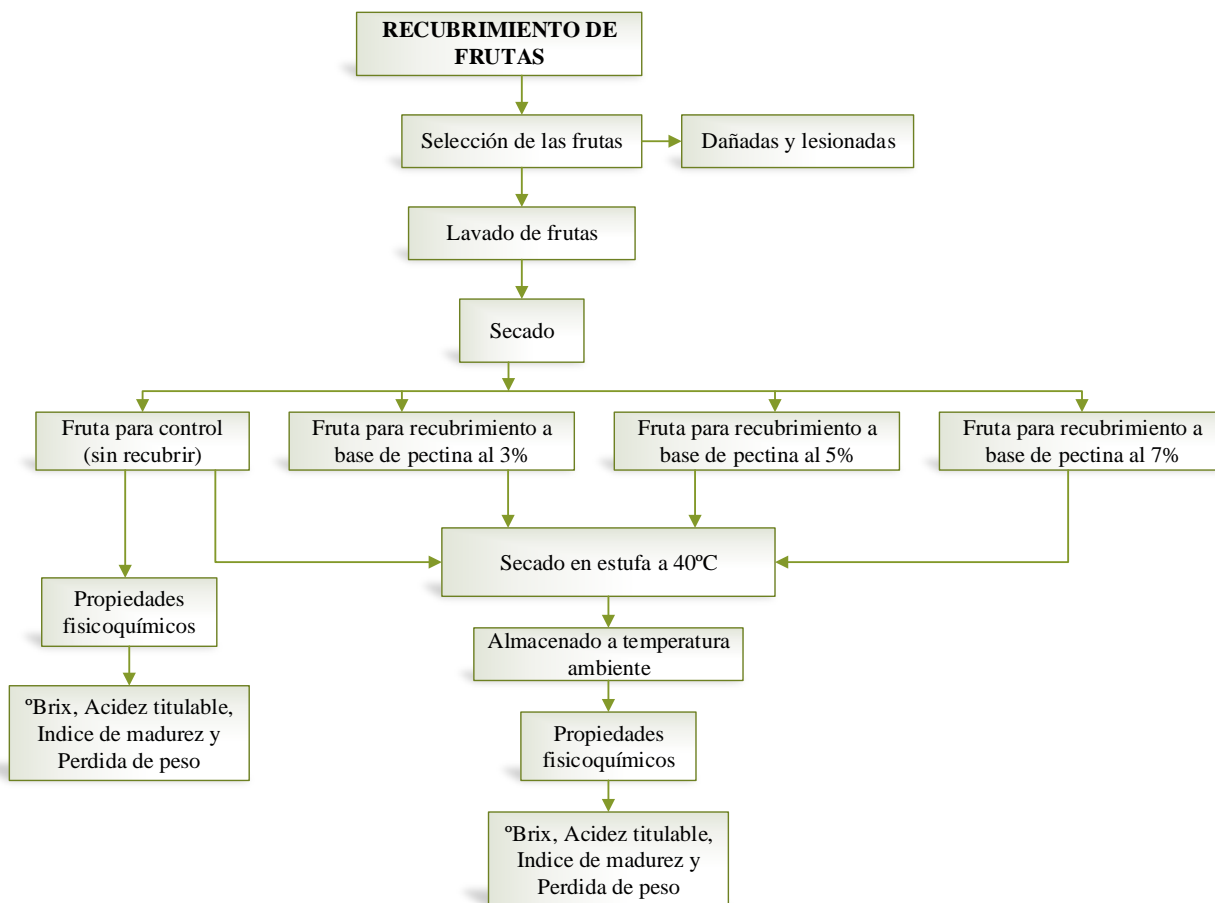 RECUBRIMIENTO DE
FRUTAS
Selección de las frutas
Dañadas y lesionadas
Lavado de frutas
Secado
Fruta para control
(sin recubrir)
Fruta para recubrimiento a
base de pectina al 3%
Fruta para recubrimiento a
base de pectina al 5%
Fruta para recubrimiento a
base de pectina al 7%
Secado en estufa a 40ºC
Propiedades
fisicoquímicos
ºBrix, Acidez titulable,
Indice de madurez y
Perdida de peso
Almacenado a temperatura
ambiente
Propiedades
fisicoquímicos
ºBrix, Acidez titulable,
Indice de madurez y
Perdida de peso